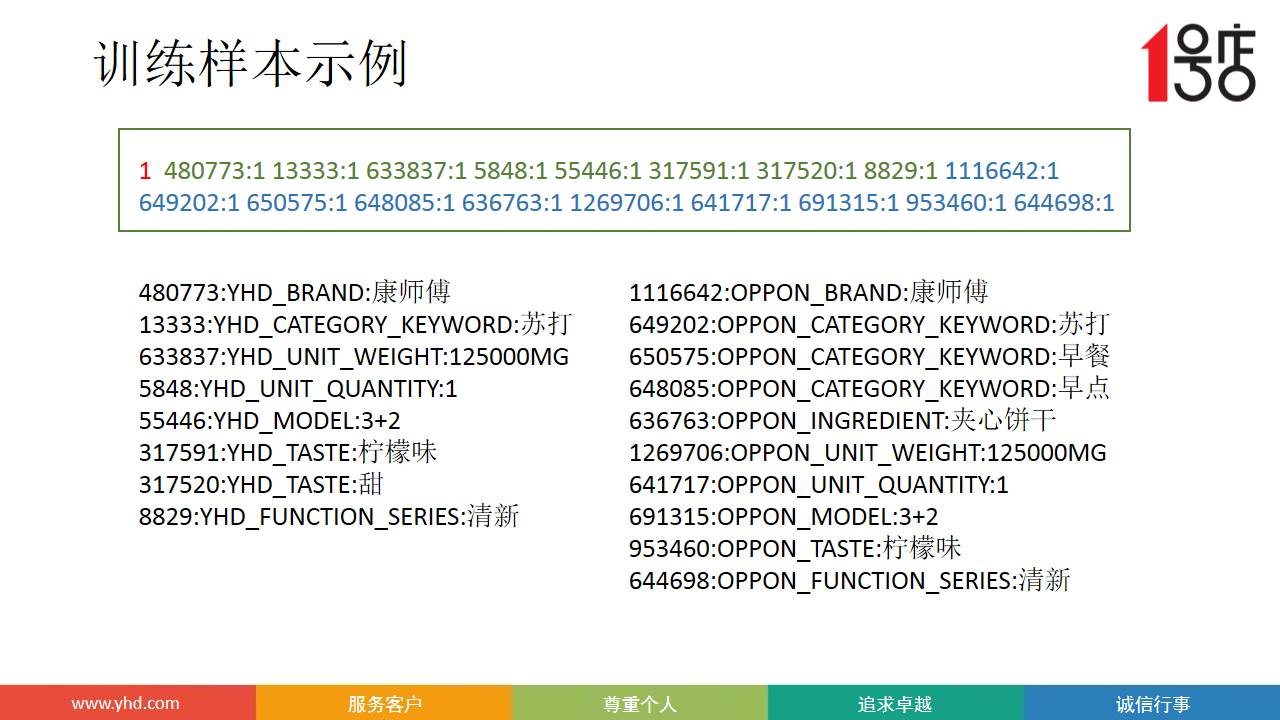 训练样本示例
1号店
1 480773:1 13333:1 633837:1 5848:1 55446:1 317591:1 317520:1 8829:1 1116642:1
649202:1 650575:1 648085:1 636763:1 1269706:1 641717:1 691315:1 953460:1 644698:1
480773:YHD_BRAND:康师傅
13333:YHD_CATEGORY_KEYWORD:苏打
633837:YHD_UNIT_WEIGHT:125000MG
5848:YHD_UNIT_QUANTITY:1
55446:YHD_MODEL:3+2
317591:YHD_TASTE:柠檬味
317520:YHD_TASTE:甜
8829:YHD_FUNCTION_SERIES:清新
1116642:OPPON_BRAND:康师傅
649202:OPPON_CATEGORY_KEYWORD:苏打
650575:OPPON_CATEGORY_KEYWORD:早餐
648085:OPPON_CATEGORY_KEYWORD:早点
636763:OPPON_INGREDIENT:夹心饼干
1269706:OPPON_UNIT_WEIGHT:125000MG
641717:OPPON_UNIT_QUANTITY:1
691315:OPPON_MODEL:3+2
953460:OPPON_TASTE:柠檬味
644698:OPPON_FUNCTION_SERIES:清新
www.yhd.com 服务客户 尊重个人 追求卓越 诚信行事